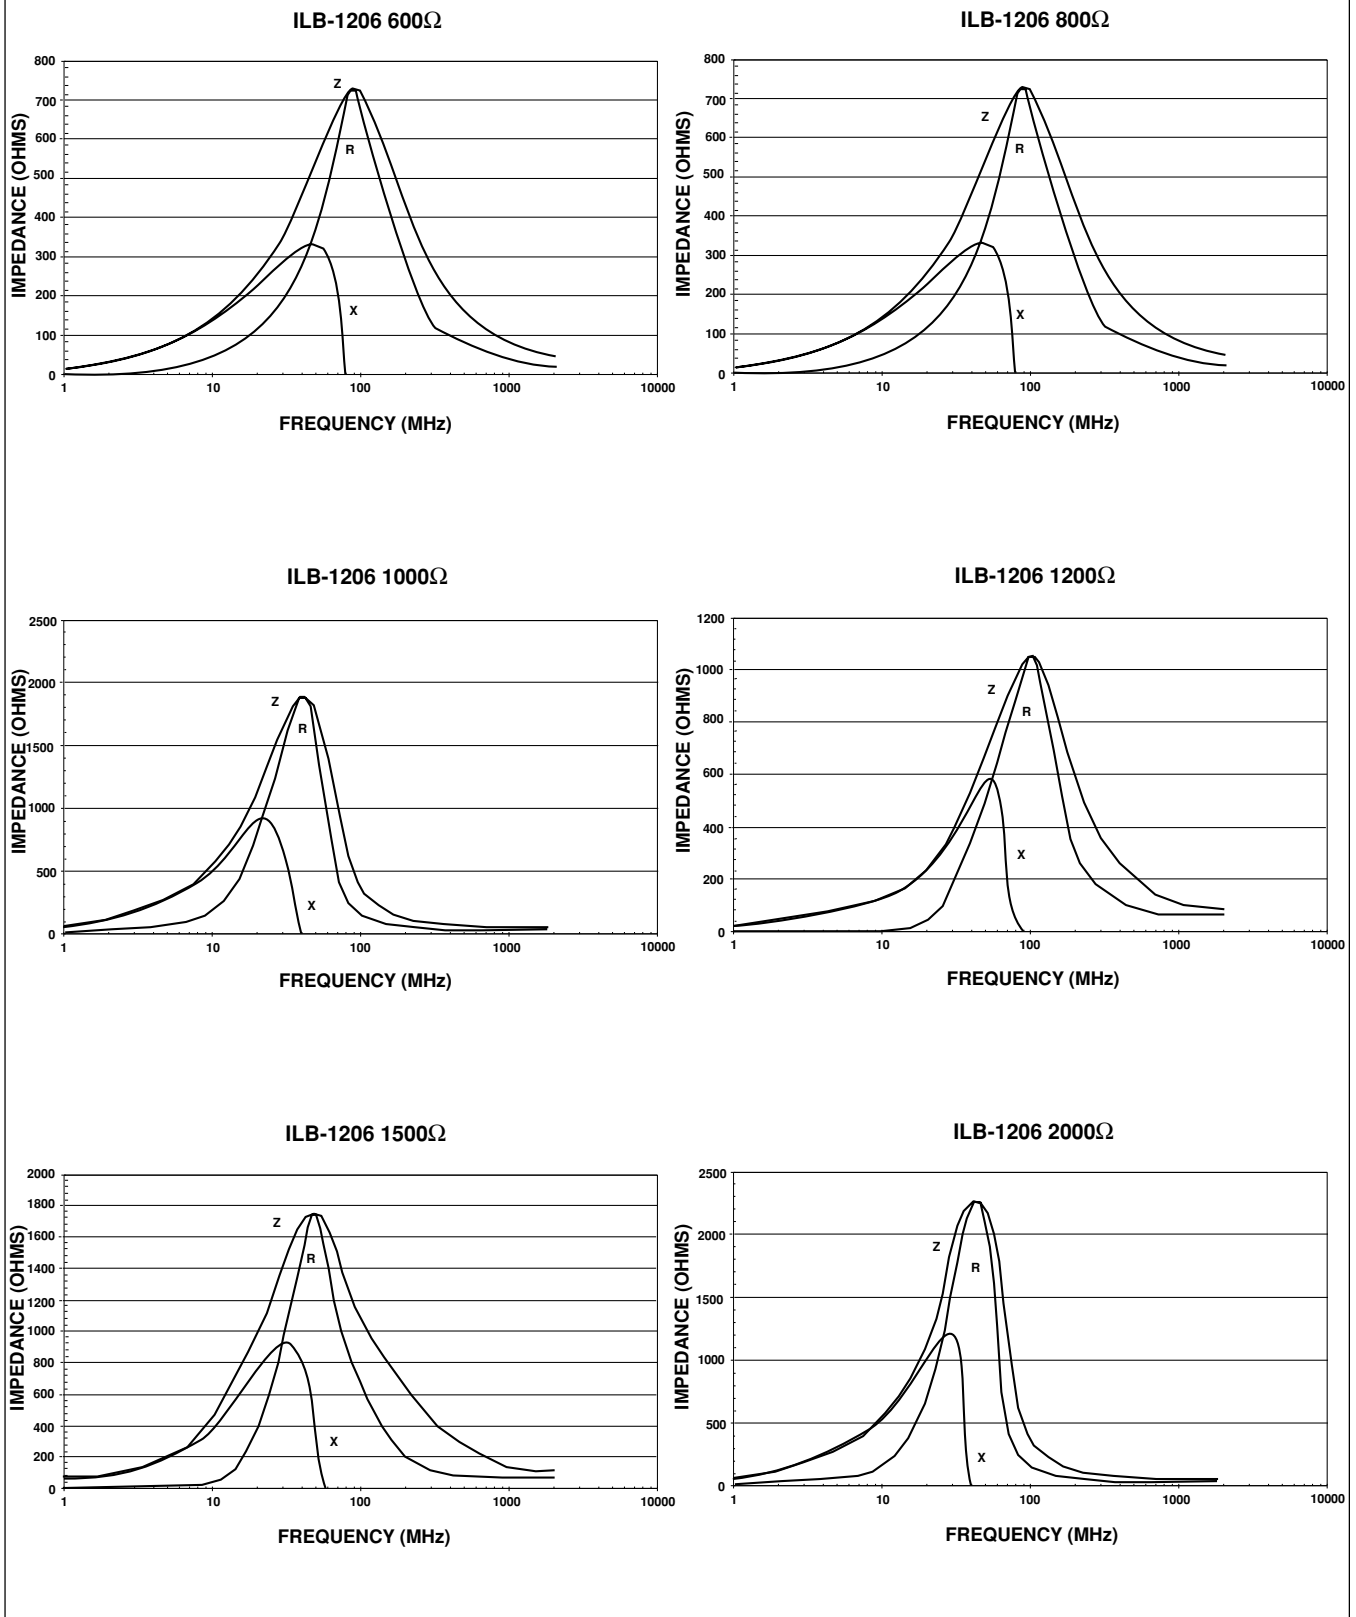 ILB-1206 600Ω
800
700
600
500
400
300
200
100
0
IMPEDANCE (OHMS)
Z
R
X
1
10
100
1000
10000
FREQUENCY (MHz)
ILB-1206 800Ω
800
700
600
500
400
300
200
100
0
IMPEDANCE (OHMS)
Z
R
X
1
10
100
1000
10000
FREQUENCY (MHz)
ILB-1206 1000Ω
2500
2000
1500
1000
500
0
IMPEDANCE (OHMS)
Z
R
X
1
10
100
1000
10000
FREQUENCY (MHz)
ILB-1206 1200Ω
1200
1000
800
600
400
200
0
IMPEDANCE (OHMS)
Z
R
X
1
10
100
1000
10000
FREQUENCY (MHz)
ILB-1206 1500Ω
2000
1800
1600
1400
1200
1000
800
600
400
200
0
IMPEDANCE (OHMS)
Z
R
X
1
10
100
1000
10000
FREQUENCY (MHz)
ILB-1206 2000Ω
2500
2000
1500
1000
500
0
IMPEDANCE (OHMS)
Z
R
X
1
10
100
1000
10000
FREQUENCY (MHz)